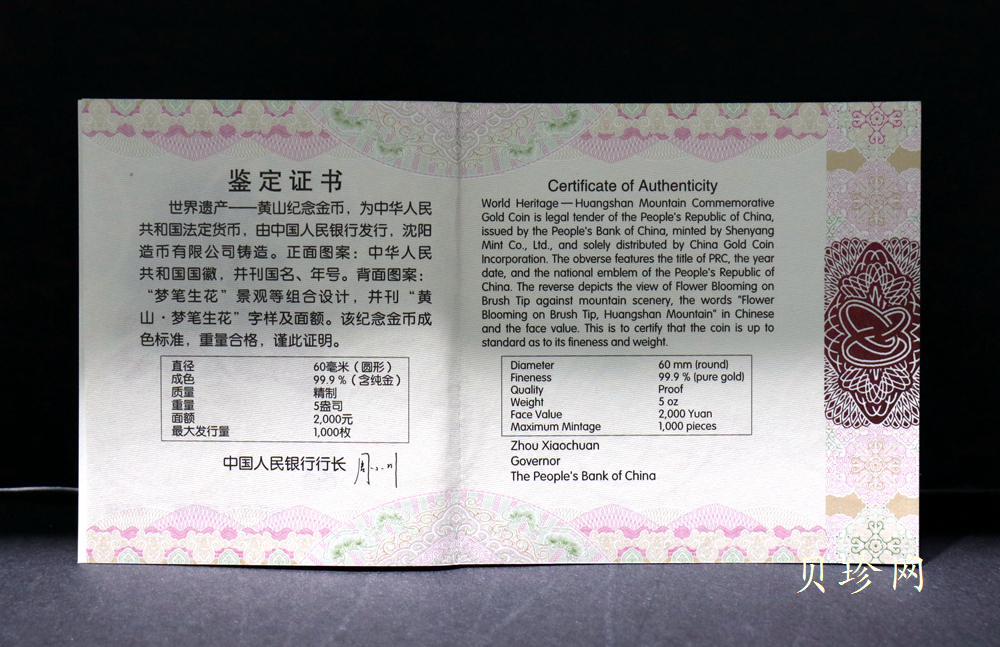 鉴定证书
世界遗产——黄山纪念金币，为中华人民
共和国法定货币，由中国人民银行发行，沈阳
造币有限公司铸造。正面图案：中华人民
共和国国徽，并刊国名、年号。背面图案：
“梦笔生花”景观等组合设计，并刊“黄
山·梦笔生花”字样及面额。该纪念金币成
色标准，重量合格，谨此证明。
直径 60毫米（圆形）
成色 99.9%（含纯金）
质量 精制
重量 5盎司
面额 2,000元
最大发行量 1,000枚
中国人民银行行长 周小川
Certificate of Authenticity
World Heritage — Huangshan Mountain Commemorative
Gold Coin is legal tender of the People's Republic of China,
issued by the People's Bank of China, minted by Shenyang
Mint Co., Ltd., and solely distributed by China Gold Coin
Incorporation. The obverse features the title of PRC, the year
date, and the national emblem of the People's Republic of
China. The reverse depicts the view of Flower Blooming on
Brush Tip against mountain scenery, the words "Flower
Blooming on Brush Tip, Huangshan Mountain" in Chinese
and the face value. This is to certify that the coin is up to
standard as to its fineness and weight.
Diameter 60 mm (round)
Fineness 99.9 % (pure gold)
Quality Proof
Weight 5 oz
Face Value 2,000 Yuan
Maximum Mintage 1,000 pieces
Zhou Xiaochuan
Governor
The People's Bank of China
贝珍网